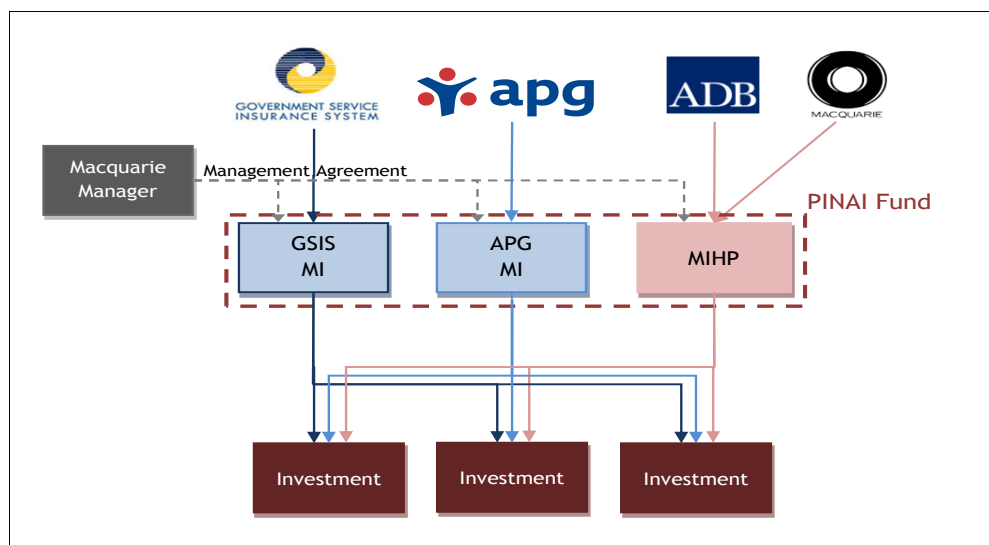 GOVERNMENT SERVICE
INSURANCE SYSTEM
apg
ADB
MACQUARIE
Macquarie
Manager
Management Agreement
PINAI Fund
GSIS
MI
APG
MI
MIHP
Investment
Investment
Investment